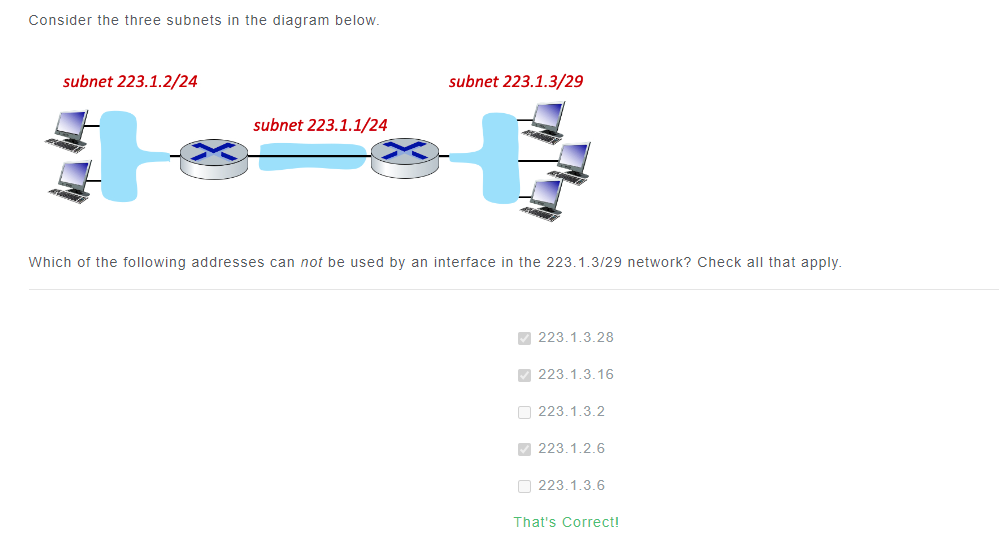 Consider the three subnets in the diagram below.
subnet 223.1.2/24
subnet 223.1.3/29
subnet 223.1.1/24
Which of the following addresses can not be used by an interface in the 223.1.3/29 network? Check all that apply.
223.1.3.28
223.1.3.16
223.1.3.2
223.1.2.6
223.1.3.6
That's Correct!